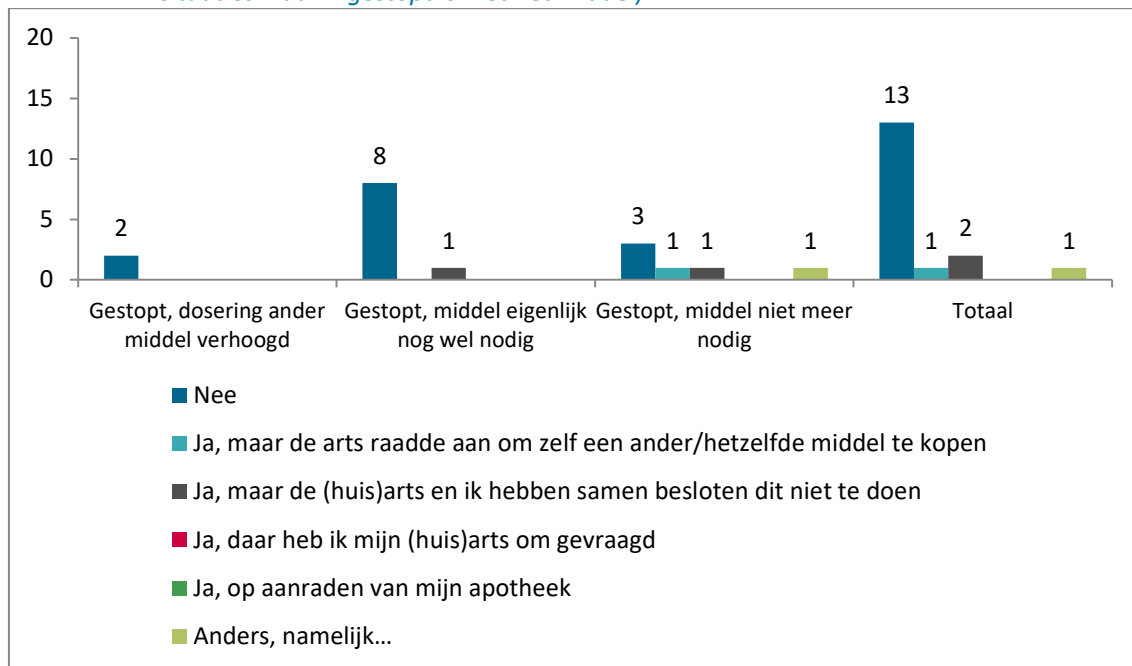 20
15
10
5
0
2
8
1
3
1
1
1
13
1
2
1
Gestopt, dosering ander
middel verhoogd
Gestopt, middel eigenlijk
nog wel nodig
Gestopt, middel niet meer
nodig
Totaal
Nee
Ja, maar de arts raadde aan om zelf een ander/hetzelfde middel te kopen
Ja, maar de (huis)arts en ik hebben samen besloten dit niet te doen
Ja, daar heb ik mijn (huis)arts om gevraagd
Ja, op aanraden van mijn apotheek
Anders, namelijk…